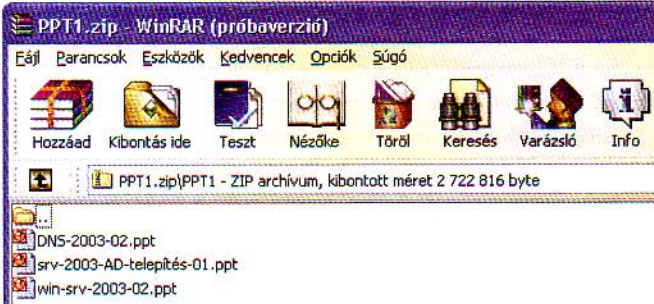 PPT1.zip - WinRAR (próbaverzió)
Fájl Parancsok Eszközök Kedvencek Opciók Súgó
Hozzáad Kibontás ide Teszt Nézőke Töröl Keresés Varázsló Info
PPT1.zip\PPT1 - ZIP archívum, kibontott méret 2 722 816 byte
..
DNS-2003-02.ppt
srv-2003-AD-telepítés-01.ppt
win-srv-2003-02.ppt